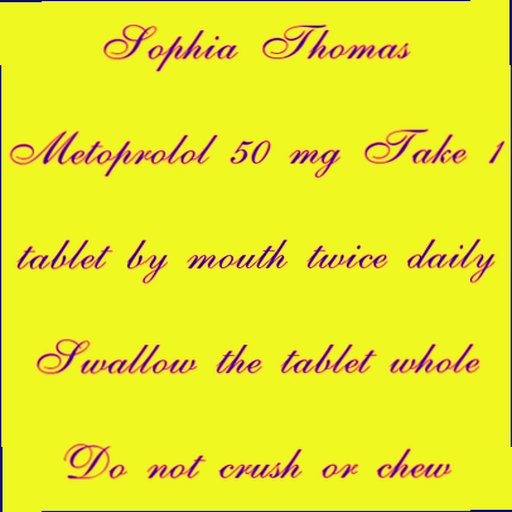 Sophia Thomas
Metoprolol 50 mg Take 1
tablet by mouth twice daily
Swallow the tablet whole
Do not crush or chew